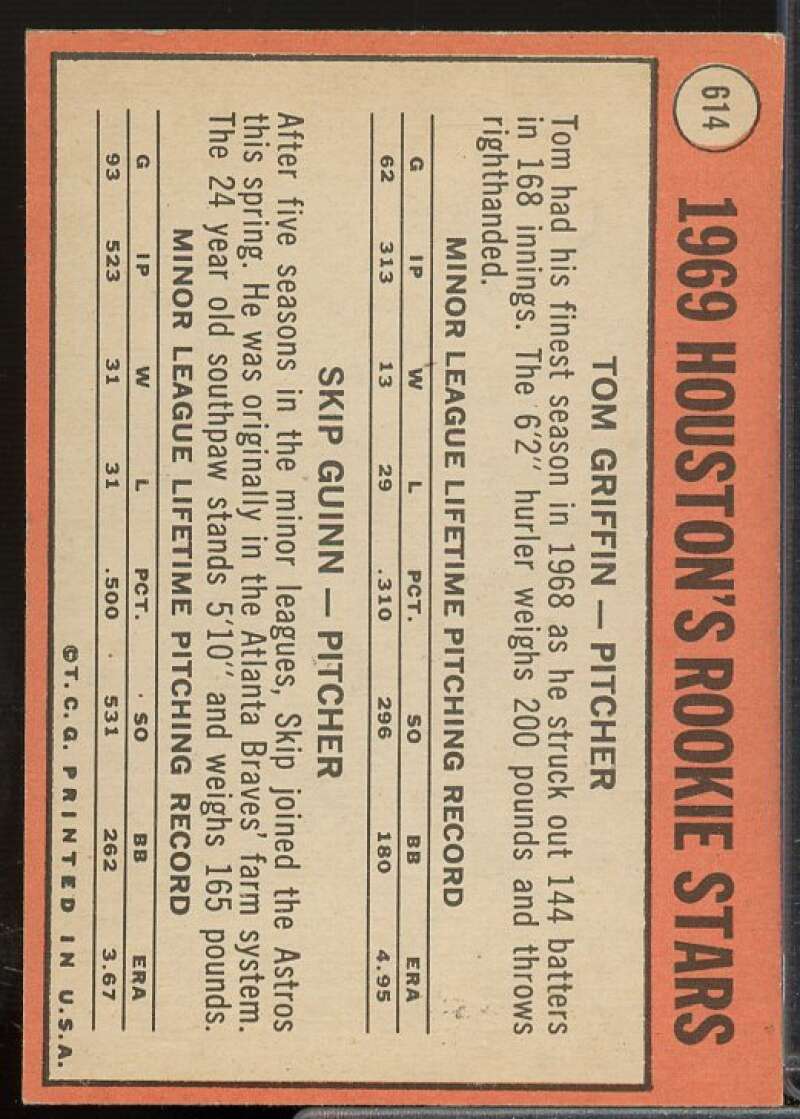 614
1969 HOUSTON'S ROOKIE STARS
TOM GRIFFIN — PITCHER
Tom had his finest season in 1968 as he struck out 144 batters
in 168 innings. The 6'2" hurler weighs 200 pounds and throws
righthanded.
MINOR LEAGUE LIFETIME PITCHING RECORD
G IP W L PCT. SO BB ERA
62 313 13 29 .310 296 180 4.95
SKIP GUINN — PITCHER
After five seasons in the minor leagues, Skip joined the Astros
this spring. He was originally in the Atlanta Braves' farm system.
The 24 year old southpaw stands 5'10" and weighs 165 pounds.
MINOR LEAGUE LIFETIME PITCHING RECORD
G IP W L PCT. SO BB ERA
93 523 31 31 .500 531 262 3.67
©T.C.G. PRINTED IN U.S.A.